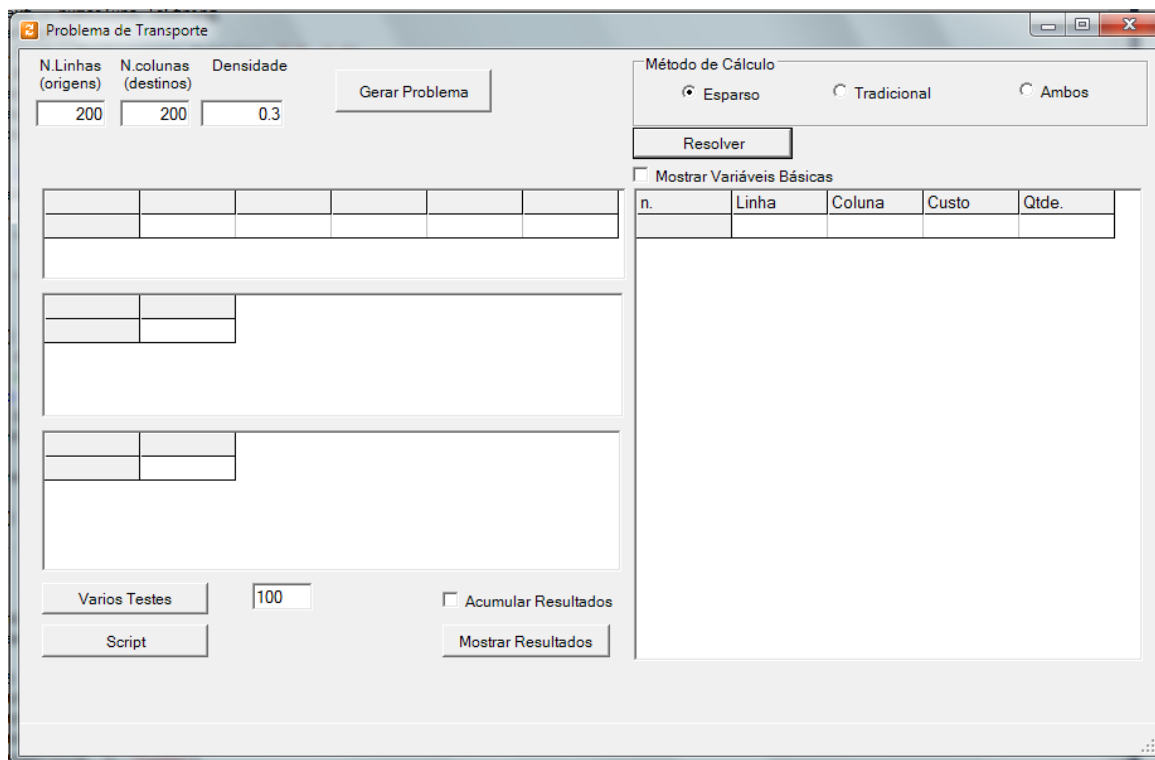 Problema de Transporte
N.Linhas N.colunas Densidade
(origens) (destinos)
200 200 0.3
Gerar Problema
Método de Cálculo
Esparso Tradicional Ambos
Resolver
Mostrar Variáveis Básicas
n. Linha Coluna Custo Qtde.
Varios Testes 100 Acumular Resultados
Script Mostrar Resultados